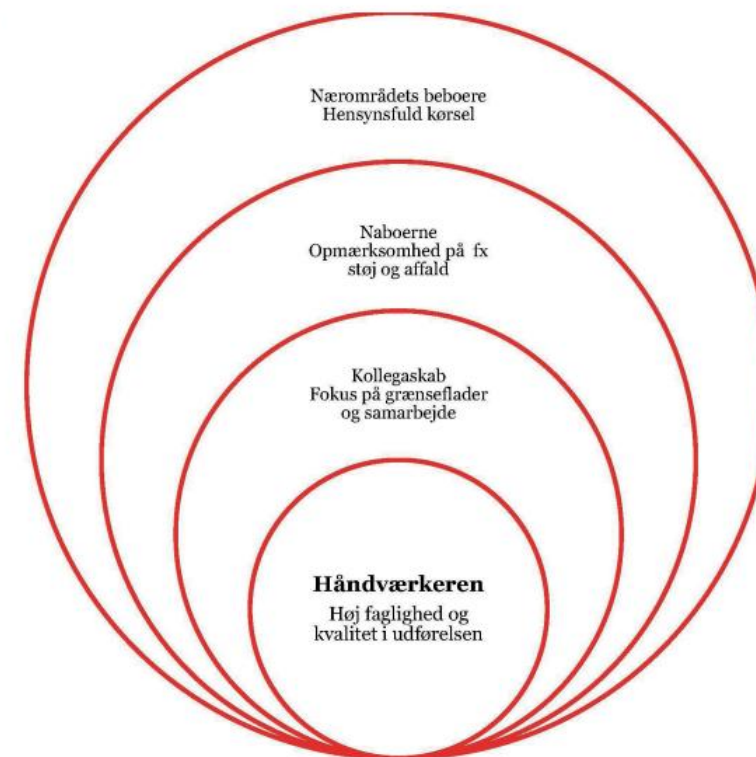 Nærområdets beboere
Hensynsfuld kørsel
Naboerne
Opmærksomhed på fx
støj og affald
Kollegaskab
Fokus på grænseflader
og samarbejde
Håndværkeren
Høj faglighed og
kvalitet i udførelsen